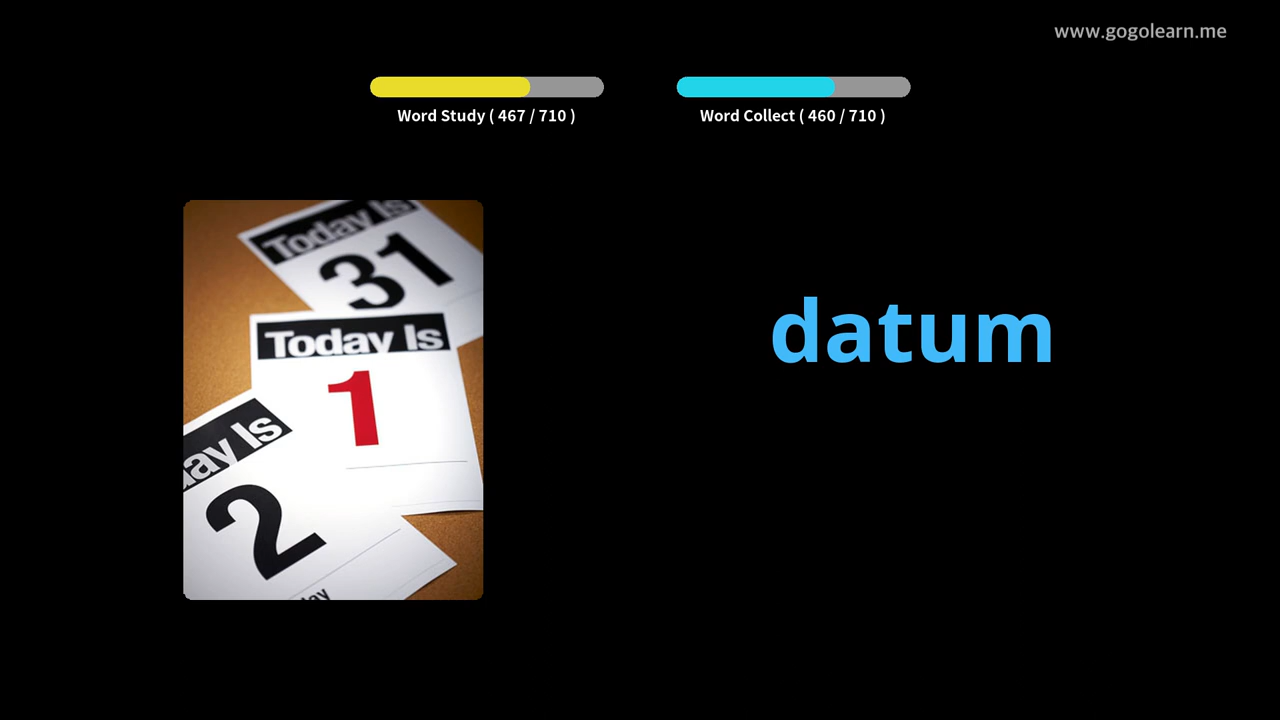 www.gogolearn.me
Word Study ( 467 / 710 )
Word Collect ( 460 / 710 )
Today Is
31
Today Is
1
ay Is
2
datum